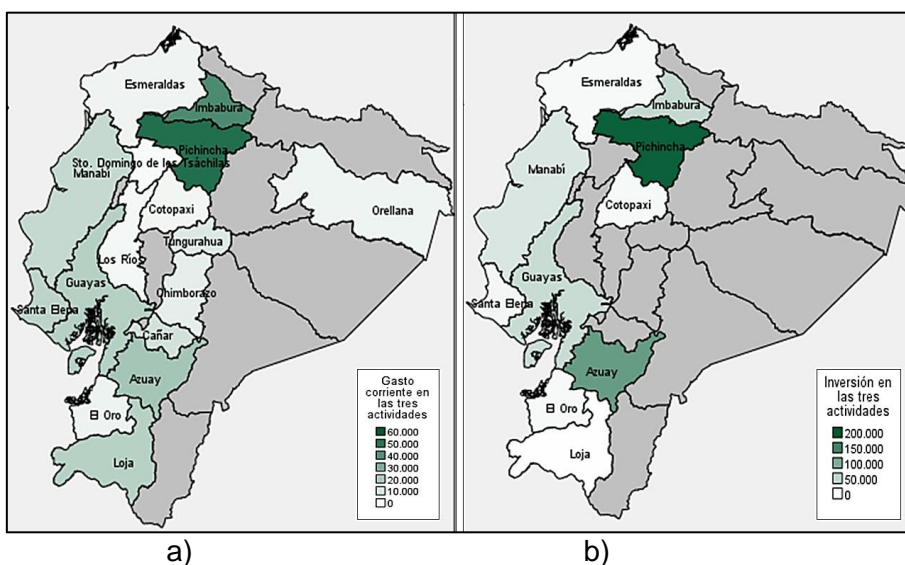 Esmeraldas
Imbabura
Pichincha
Sto. Domingo de los Tsáchilas
Manabí
Cotopaxi
Orellana
Tungurahua
Los Ríos
Guayas
Chimborazo
Santa Elena
Cañar
Azuay
El Oro
Loja
Gasto
corriente en
las tres
actividades
60.000
50.000
40.000
30.000
20.000
10.000
0
a)
Esmeraldas
Imbabura
Pichincha
Manabí
Cotopaxi
Guayas
Santa Elena
Azuay
El Oro
Loja
Inversión en
las tres
actividades
200.000
150.000
100.000
50.000
0
b)